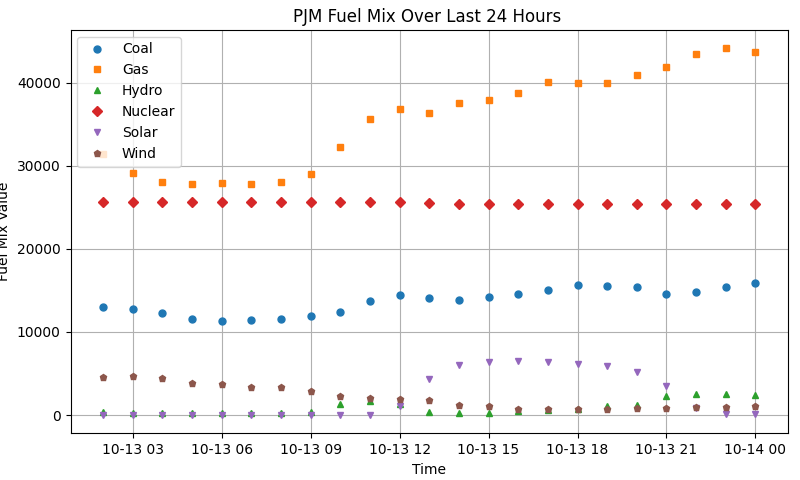 PJM Fuel Mix Over Last 24 Hours
Coal
Gas
Hydro
Nuclear
Solar
Wind
40000
30000
20000
10000
0
Fuel Mix Value
10-13 03 10-13 06 10-13 09 10-13 12 10-13 15 10-13 18 10-13 21 10-14 00
Time